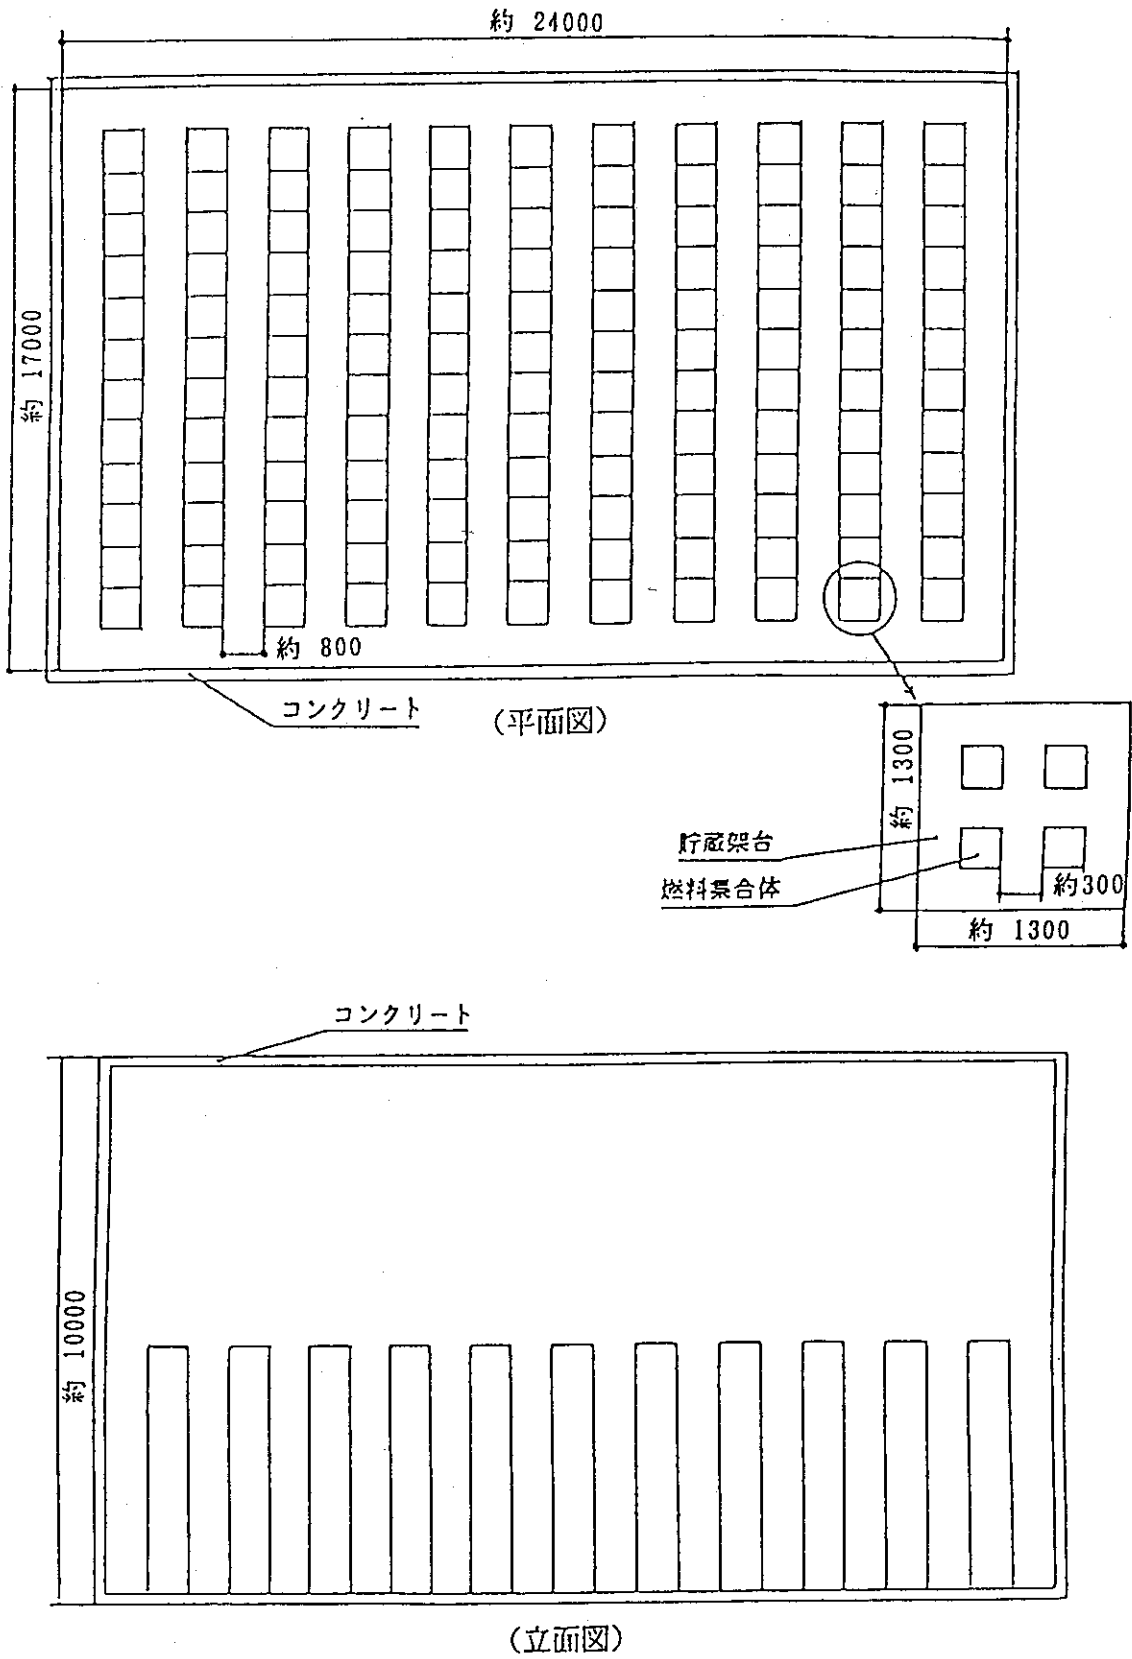 約 24000
約 17000
約 800
コンクリート
(平面図)
約 1300
貯蔵架台
燃料集合体
約300
約 1300
コンクリート
約 10000
(立面図)